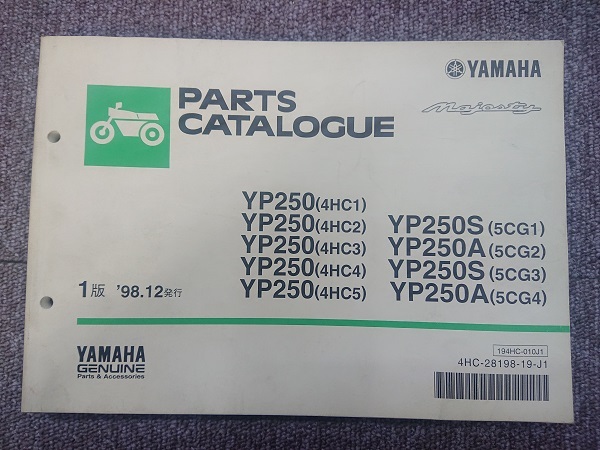 YAMAHA
Majesty
PARTS
CATALOGUE
YP250(4HC1)
YP250(4HC2)
YP250(4HC3)
YP250(4HC4)
YP250(4HC5)
YP250S(5CG1)
YP250A(5CG2)
YP250S(5CG3)
YP250A(5CG4)
1版 '98.12発行
YAMAHA
GENUINE
Parts & Accessories
194HC-010J1
4HC-28198-19-J1